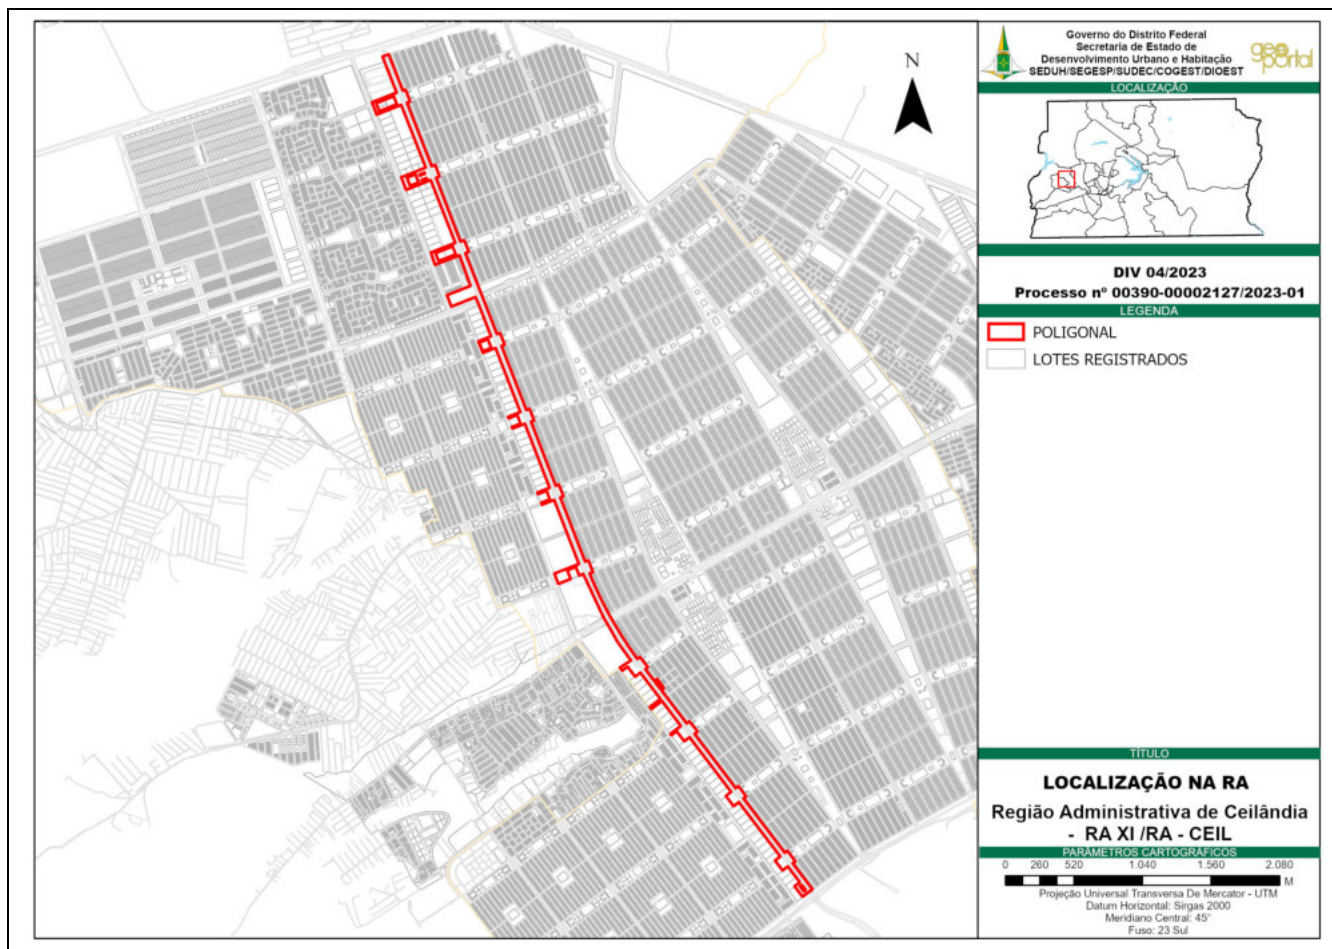 N
Governo do Distrito Federal
Secretaria de Estado de
Desenvolvimento Urbano e Habitação
SEDUH/SEGESP/SUDEC/COGEST/DIOEST
geo
portal
LOCALIZAÇÃO
DIV 04/2023
Processo nº 00390-00002127/2023-01
LEGENDA
POLIGONAL
LOTES REGISTRADOS
TÍTULO
LOCALIZAÇÃO NA RA
Região Administrativa de Ceilândia
- RA XI /RA - CEIL
PARÂMETROS CARTOGRÁFICOS
0 260 520 1.040 1.560 2.080
M
Projeção Universal Transversa De Mercator - UTM
Datum Horizontal: Sirgas 2000
Meridiano Central: 45°
Fuso: 23 Sul